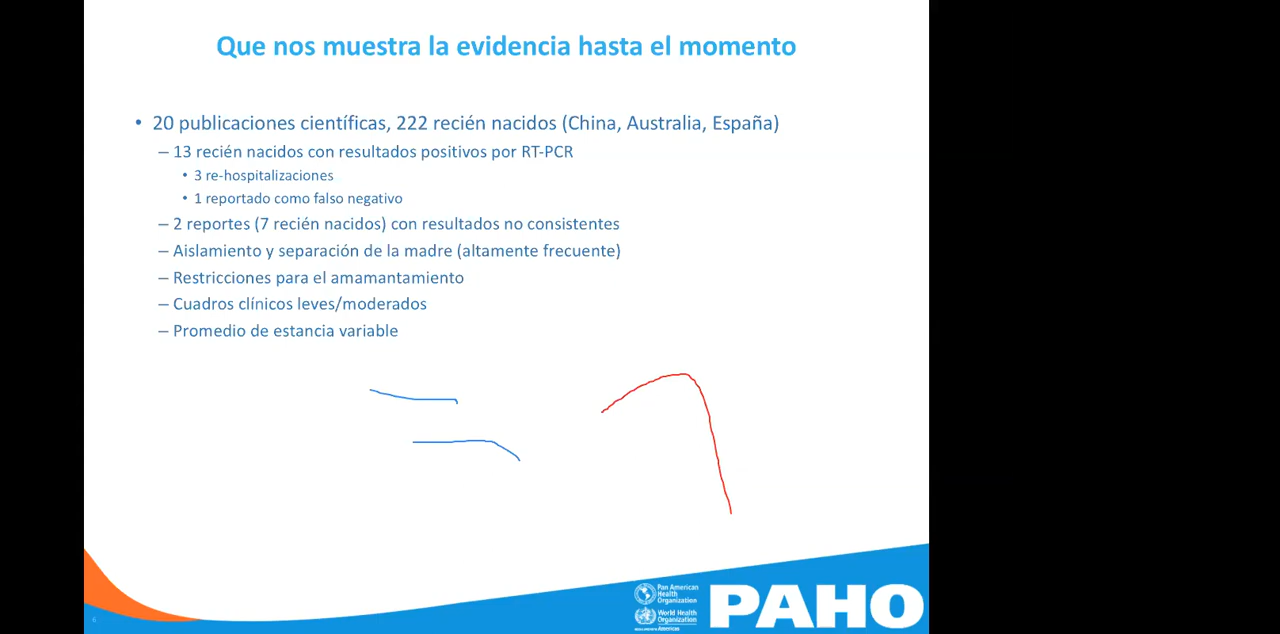 Que nos muestra la evidencia hasta el momento
• 20 publicaciones científicas, 222 recién nacidos (China, Australia, España)
– 13 recién nacidos con resultados positivos por RT-PCR
• 3 re-hospitalizaciones
• 1 reportado como falso negativo
– 2 reportes (7 recién nacidos) con resultados no consistentes
– Aislamiento y separación de la madre (altamente frecuente)
– Restricciones para el amamantamiento
– Cuadros clínicos leves/moderados
– Promedio de estancia variable
6
Pan American
Health
Organization
World Health
Organization
Americas
PAHO